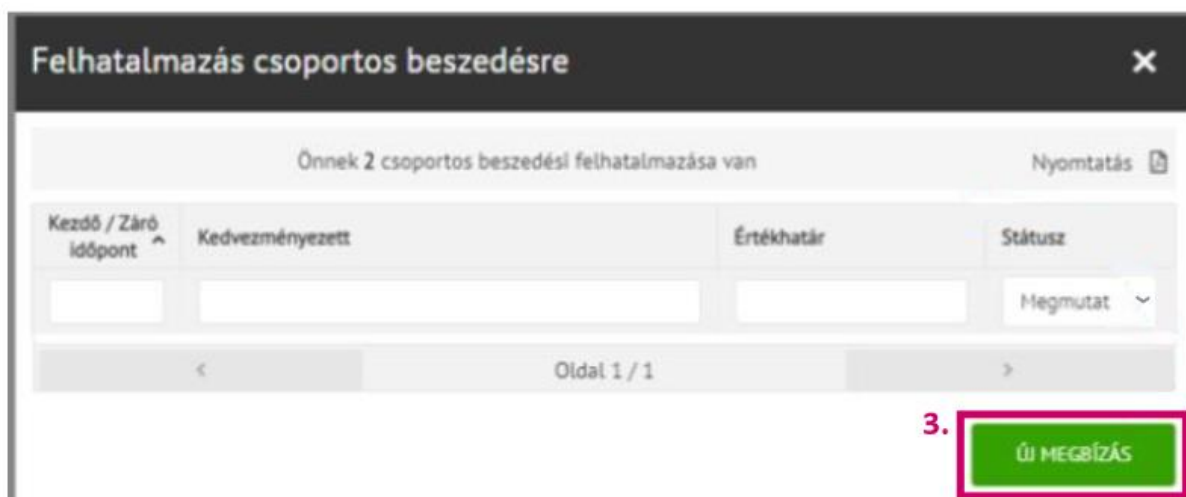 Felhatalmazás csoportos beszedésre
Önnek 2 csoportos beszedési felhatalmazása van
Nyomtatás
Kezdő / Záró
időpont
Kedvezményezett
Értékhatár
Státusz
Megmutat
Oldal 1 / 1
3.
ÚJ MEGBÍZÁS